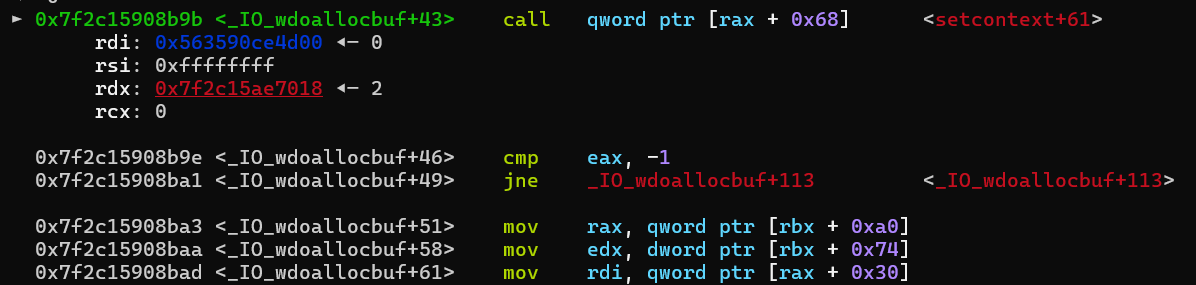 ► 0x7f2c15908b9b <_IO_wdoallocbuf+43>    call   qword ptr [rax + 0x68]      <setcontext+61>
rdi: 0x563590ce4d00 ◂— 0
rsi: 0xffffffff
rdx: 0x7f2c15ae7018 ◂— 2
rcx: 0
0x7f2c15908b9e <_IO_wdoallocbuf+46>    cmp    eax, -1
0x7f2c15908ba1 <_IO_wdoallocbuf+49>    jne    _IO_wdoallocbuf+113         <_IO_wdoallocbuf+113>
0x7f2c15908ba3 <_IO_wdoallocbuf+51>    mov    rax, qword ptr [rbx + 0xa0]
0x7f2c15908baa <_IO_wdoallocbuf+58>    mov    edx, dword ptr [rbx + 0x74]
0x7f2c15908bad <_IO_wdoallocbuf+61>    mov    rdi, qword ptr [rax + 0x30]